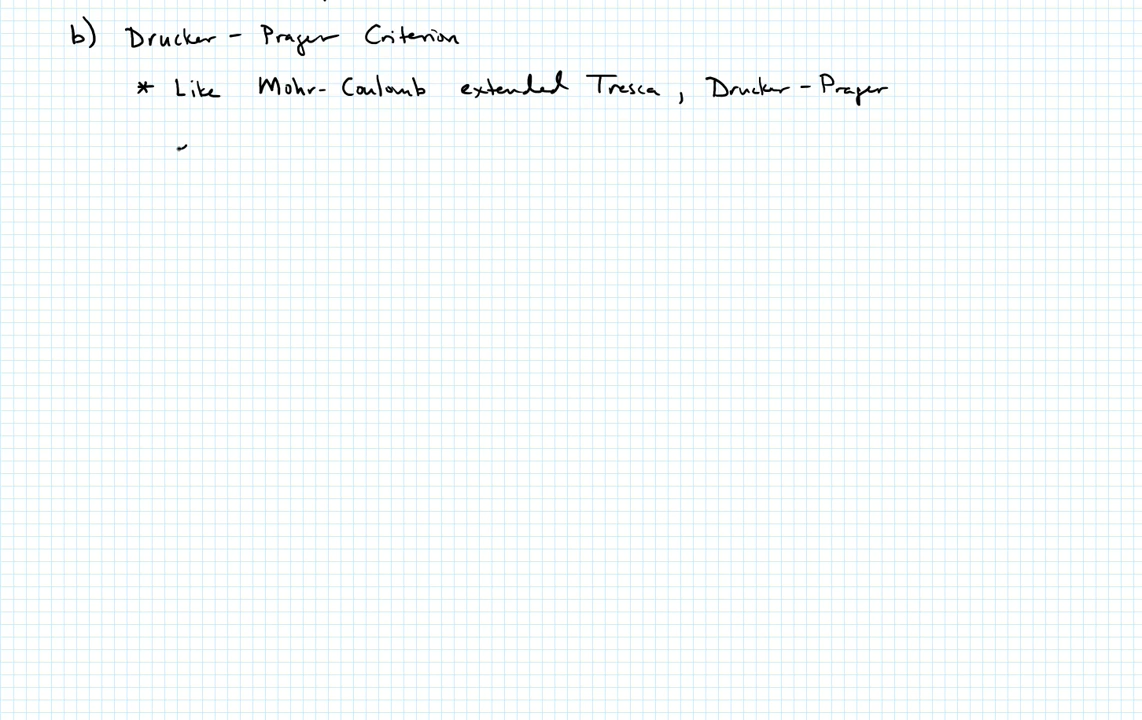 b) Drucker - Prager Criterion
* Like Mohr-Coulomb extended Tresca, Drucker-Prager